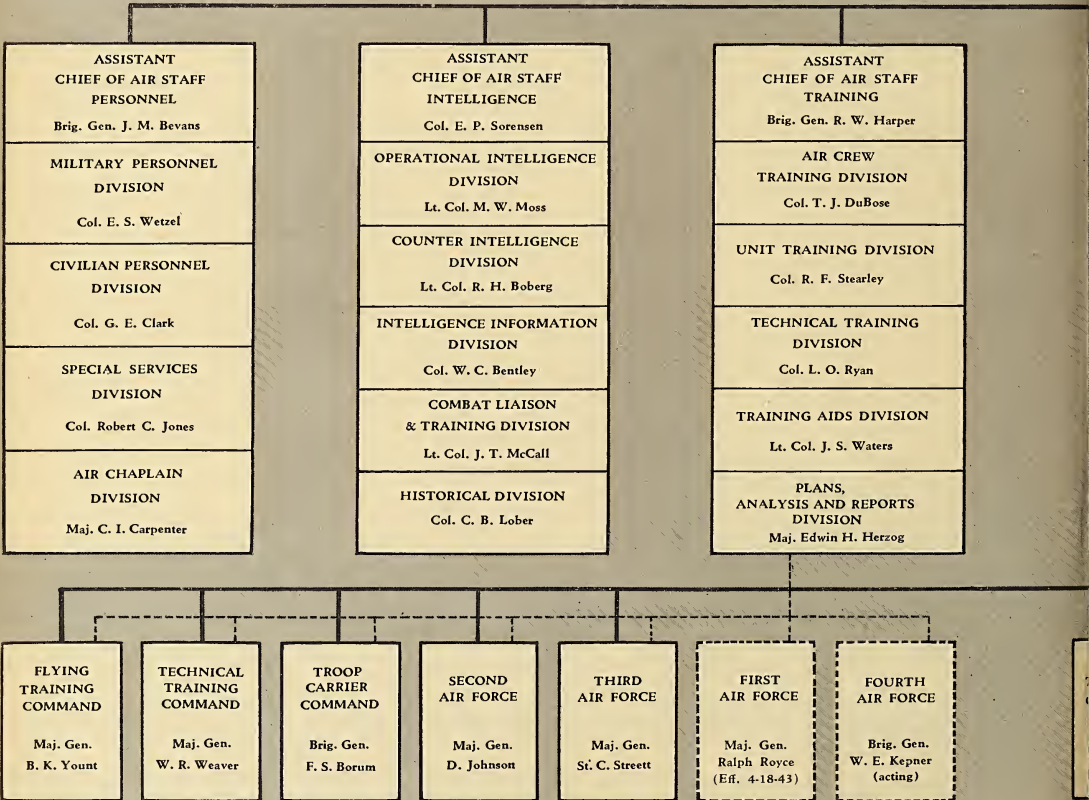 ASSISTANT
CHIEF OF AIR STAFF
PERSONNEL
Brig. Gen. J. M. Bevans
MILITARY PERSONNEL
DIVISION
Col. E. S. Wetzel
CIVILIAN PERSONNEL
DIVISION
Col. G. E. Clark
SPECIAL SERVICES
DIVISION
Col. Robert C. Jones
AIR CHAPLAIN
DIVISION
Maj. C. I. Carpenter
ASSISTANT
CHIEF OF AIR STAFF
INTELLIGENCE
Col. E. P. Sorensen
OPERATIONAL INTELLIGENCE
DIVISION
Lt. Col. M. W. Moss
COUNTER INTELLIGENCE
DIVISION
Lt. Col. R. H. Boberg
INTELLIGENCE INFORMATION
DIVISION
Col. W. C. Bentley
COMBAT LIAISON
& TRAINING DIVISION
Lt. Col. J. T. McCall
HISTORICAL DIVISION
Col. C. B. Lober
ASSISTANT
CHIEF OF AIR STAFF
TRAINING
Brig. Gen. R. W. Harper
AIR CREW
TRAINING DIVISION
Col. T. J. DuBose
UNIT TRAINING DIVISION
Col. R. F. Stearley
TECHNICAL TRAINING
DIVISION
Col. L. O. Ryan
TRAINING AIDS DIVISION
Lt. Col. J. S. Waters
PLANS,
ANALYSIS AND REPORTS
DIVISION
Maj. Edwin H. Herzog
FLYING
TRAINING
COMMAND
Maj. Gen.
B. K. Yount
TECHNICAL
TRAINING
COMMAND
Maj. Gen.
W. R. Weaver
TROOP
CARRIER
COMMAND
Brig. Gen.
F. S. Borum
SECOND
AIR FORCE
Maj. Gen.
D. Johnson
THIRD
AIR FORCE
Maj. Gen.
St. C. Streett
FIRST
AIR FORCE
Maj. Gen.
Ralph Royce
(Eff. 4-18-43)
FOURTH
AIR FORCE
Brig. Gen.
W. E. Kepner
(acting)